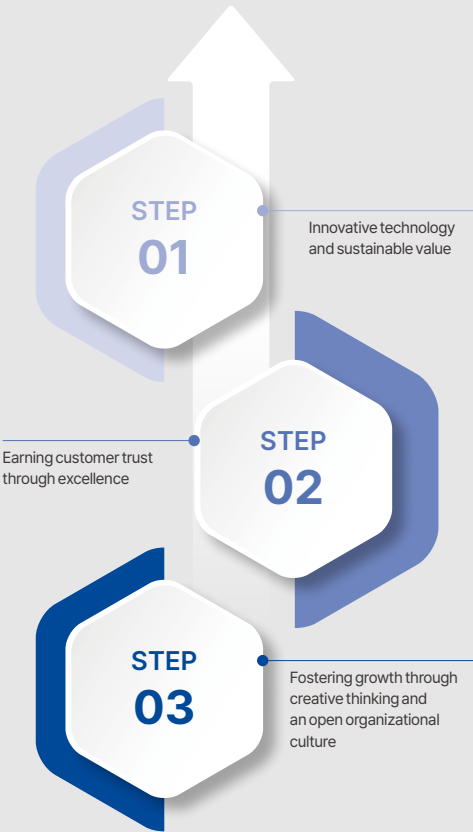 STEP
01
Innovative technology
and sustainable value
STEP
02
Earning customer trust
through excellence
STEP
03
Fostering growth through
creative thinking and
an open organizational
culture